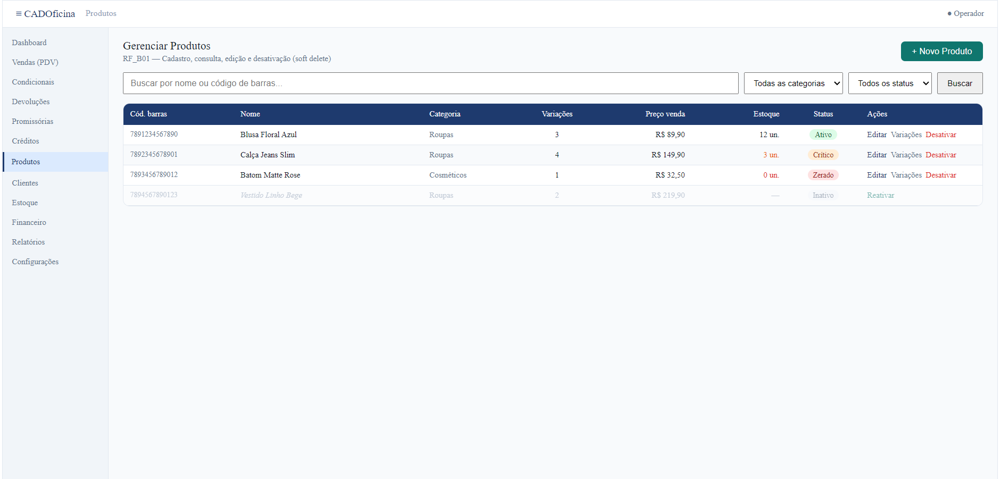 ≡ CADOficina Produtos ● Operador
Dashboard
Vendas (PDV)
Condicionais
Devoluções
Promissórias
Créditos
Produtos
Clientes
Estoque
Financeiro
Relatórios
Configurações
Gerenciar Produtos
RF_B01 — Cadastro, consulta, edição e desativação (soft delete)
+ Novo Produto
Buscar por nome ou código de barras... Todas as categorias Todos os status Buscar
Cód. barras Nome Categoria Variações Preço venda Estoque Status Ações
7891234567890 Blusa Floral Azul Roupas 3 R$ 89,90 12 un. Ativo Editar Variações Desativar
7892345678901 Calça Jeans Slim Roupas 4 R$ 149,90 3 un. Crítico Editar Variações Desativar
7893456789012 Batom Matte Rose Cosméticos 1 R$ 32,50 0 un. Zerado Editar Variações Desativar
7894567890123 Vestido Linho Bege Roupas 2 R$ 219,90 — Inativo Reativar